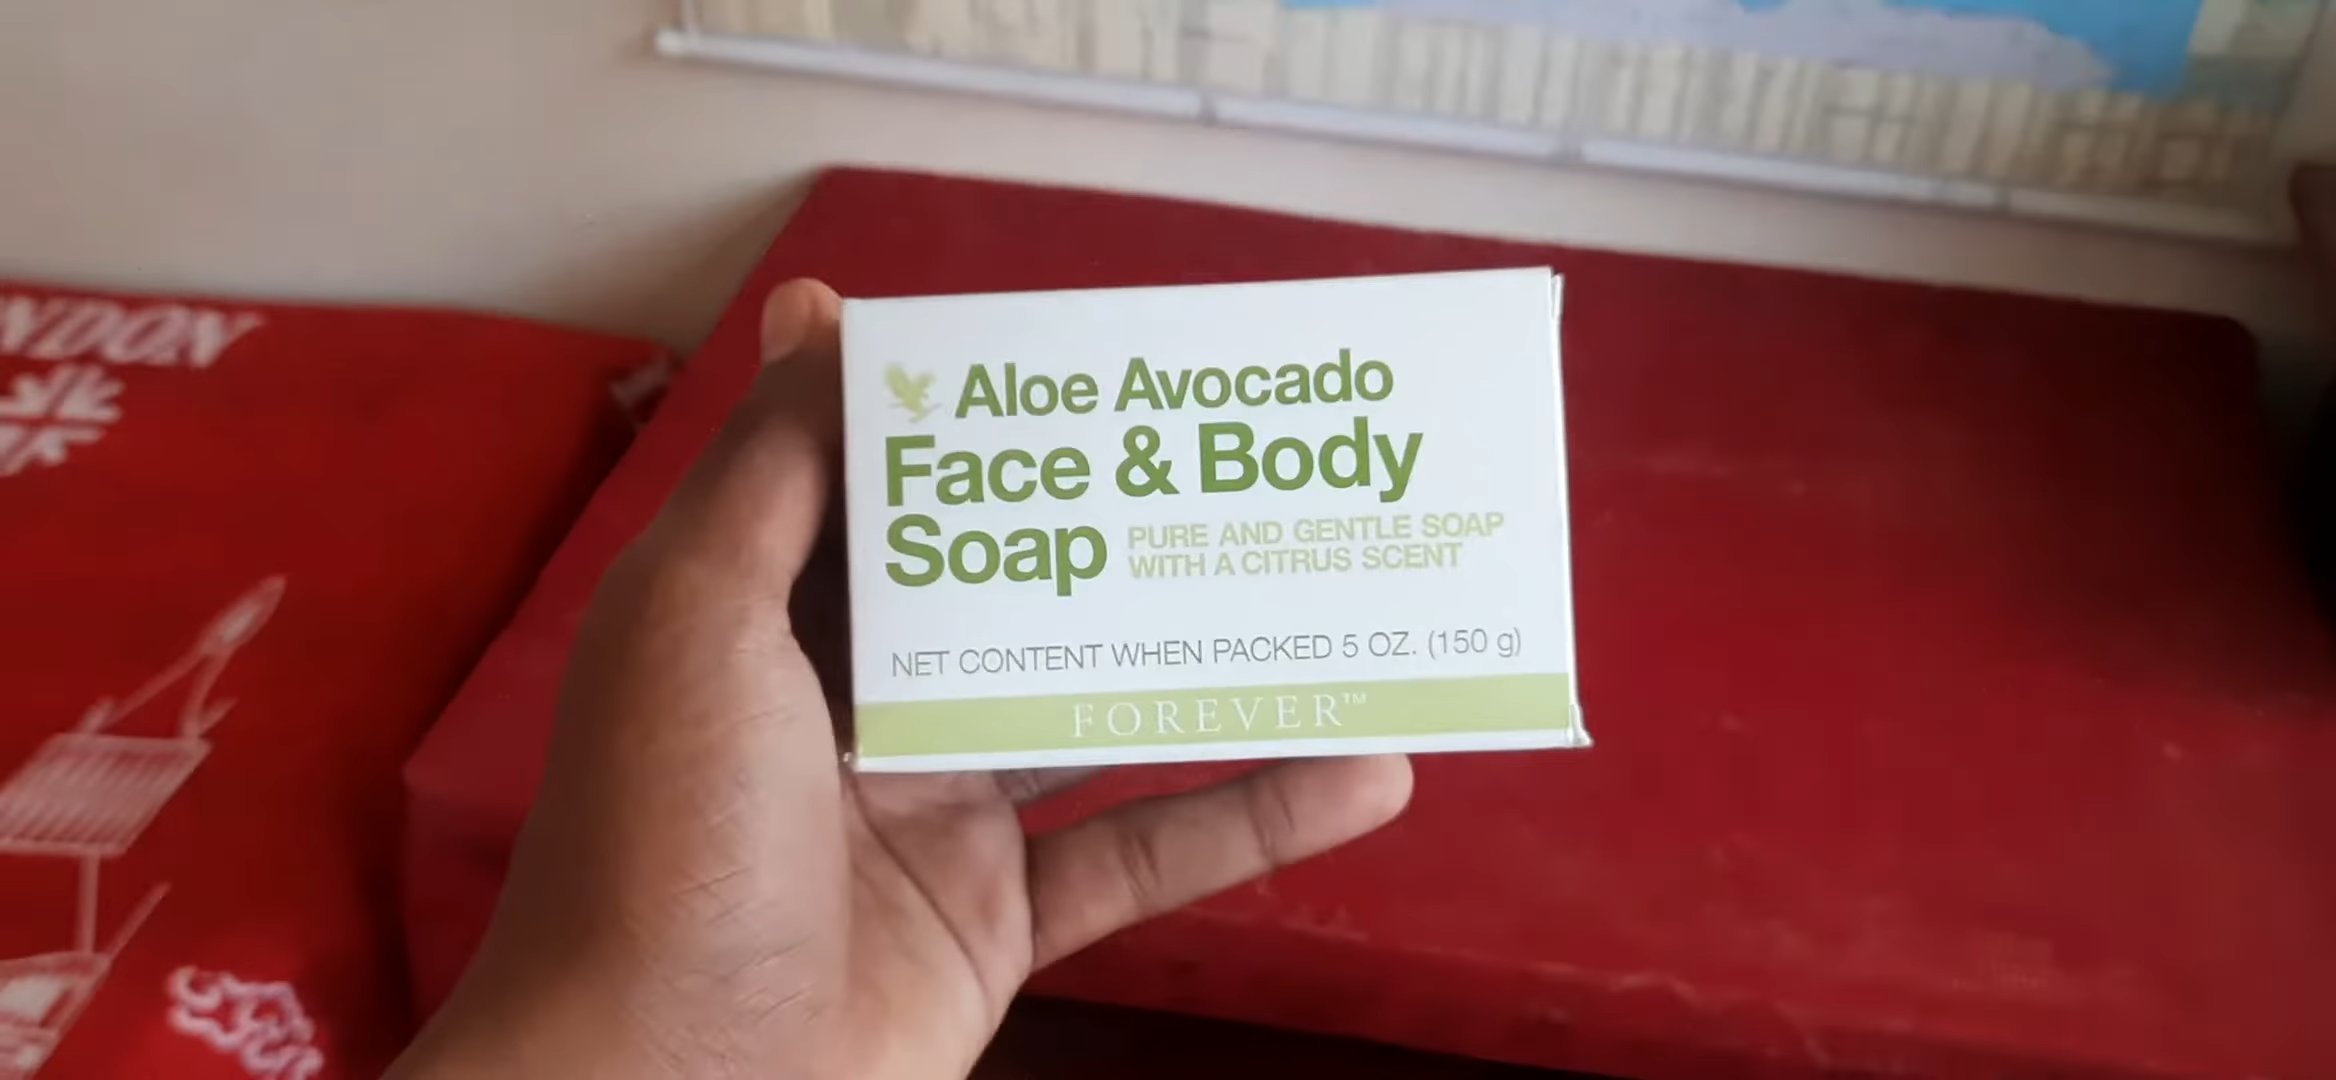 NDON
Aloe Avocado
Face & Body
Soap PURE AND GENTLE SOAP
WITH A CITRUS SCENT
NET CONTENT WHEN PACKED 5 OZ. (150 g)
FOREVER™